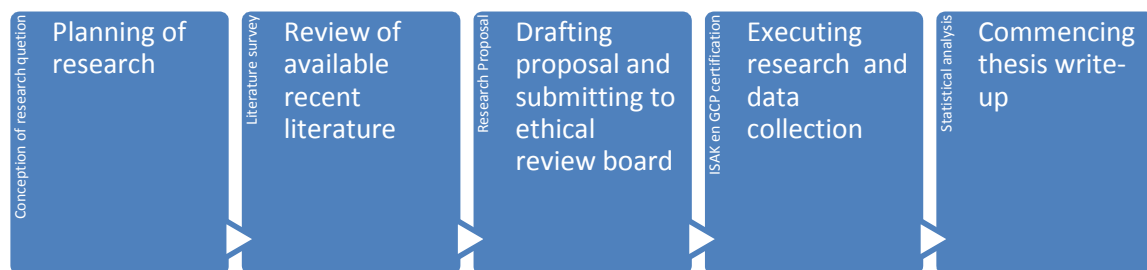 Conception of research quetion
Planning of
research
Literature survey
Review of
available
recent
literature
Research Proposal
Drafting
proposal and
submitting to
ethical
review board
ISAK en GCP certification
Executing
research and
data
collection
Statistical analysis
Commencing
thesis write-
up